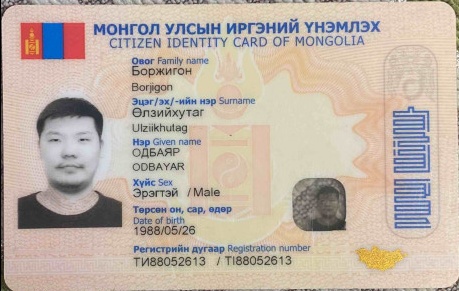 МОНГОЛ УЛСЫН ИРГЭНИЙ ҮНЭМЛЭХ
CITIZEN IDENTITY CARD OF MONGOLIA
Овог Family name
Боржигон
Borjigon
Эцэг/эх/-ийн нэр Surname
Өлзийхутаг
Ulziikhutag
Нэр Given name
ОДБАЯР
ODBAYAR
Хүйс Sex
Эрэгтэй / Male
Төрсөн он, сар, өдөр
Date of birth
1988/05/26
Регистрийн дугаар Registration number
ТИ88052613 / TI88052613